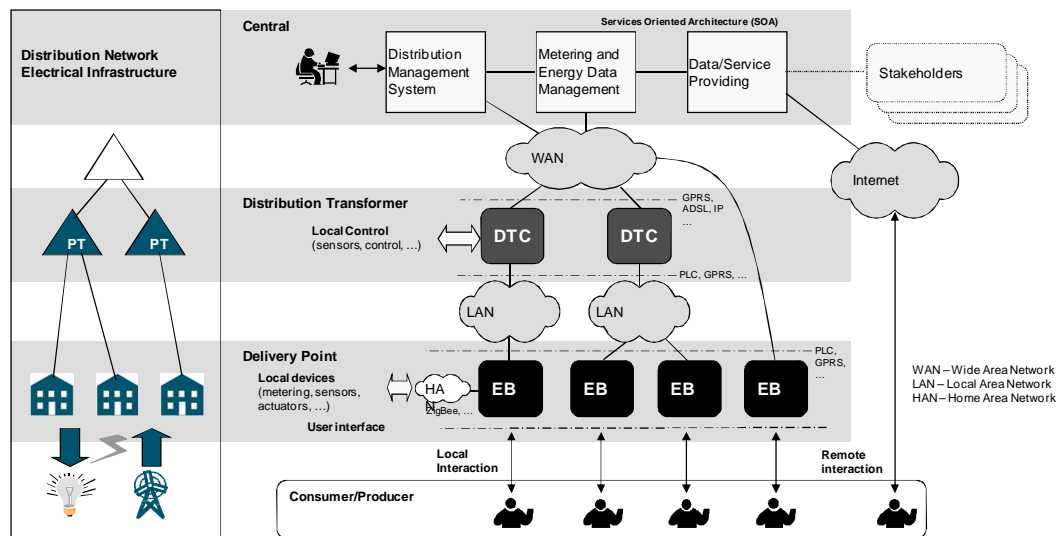 Services Oriented Architecture (SOA)
Central
Distribution Network
Electrical Infrastructure
Distribution
Management
System
Metering and
Energy Data
Management
Data/Service
Providing
Stakeholders
WAN
Internet
Distribution Transformer
GPRS,
ADSL, IP
...
Local Control
(sensors, control, ...)
DTC
DTC
PT
PT
PLC, GPRS, ...
LAN
LAN
Delivery Point
PLC,
GPRS,
...
Local devices
(metering, sensors,
actuators, ...)
HA
N
ZigBee, ...
EB
EB
EB
EB
User interface
WAN – Wide Area Network
LAN – Local Area Network
HAN – Home Area Network
Local
Interaction
Remote
interaction
Consumer/Producer